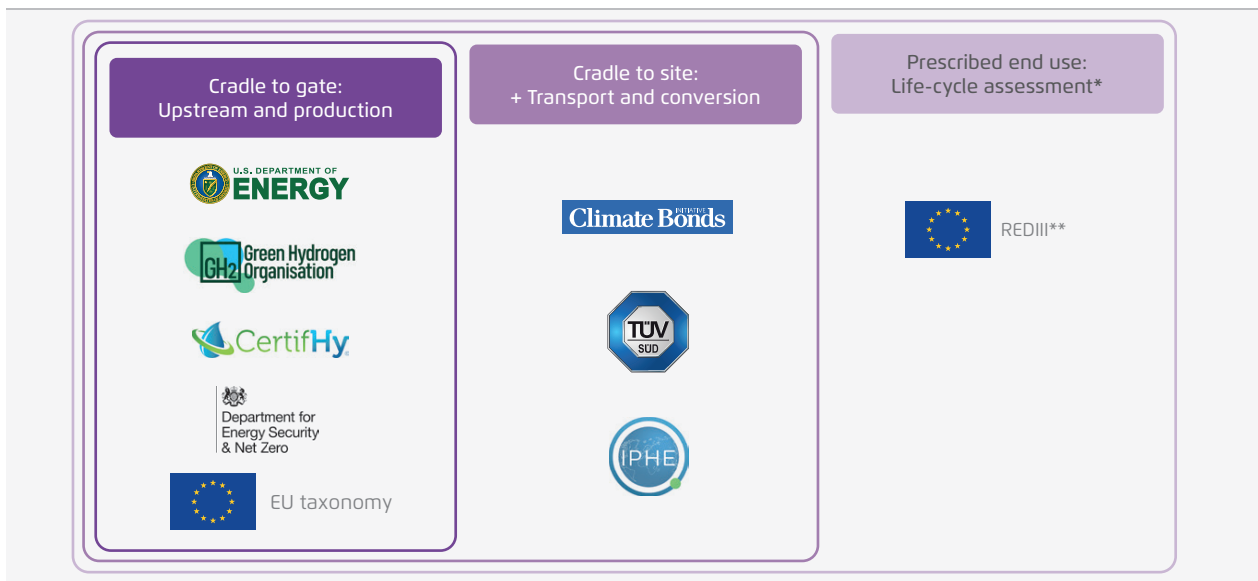 Cradle to gate:
Upstream and production
U.S. DEPARTMENT OF
ENERGY
GH2
Green Hydrogen
Organisation
CertifHy
Department for
Energy Security
& Net Zero
EU taxonomy
Cradle to site:
+ Transport and conversion
Climate Bonds
INITIATIVE
TÜV
SÜD
IPHE
Prescribed end use:
Life-cycle assessment*
REDIII**